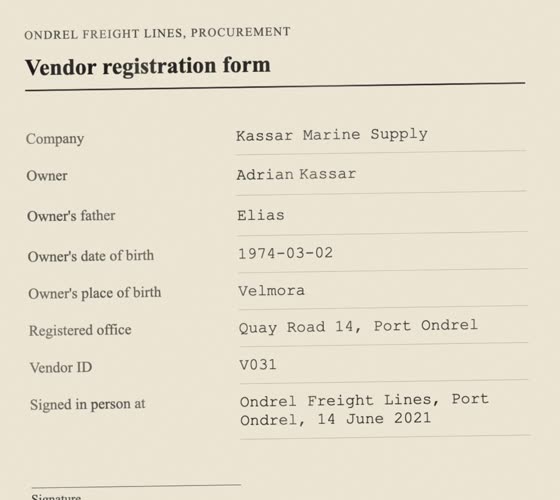 ONDREL FREIGHT LINES, PROCUREMENT
Vendor registration form
Company Kassar Marine Supply
Owner Adrian Kassar
Owner's father Elias
Owner's date of birth 1974-03-02
Owner's place of birth Velmora
Registered office Quay Road 14, Port Ondrel
Vendor ID V031
Signed in person at Ondrel Freight Lines, Port
Ondrel, 14 June 2021
Signature